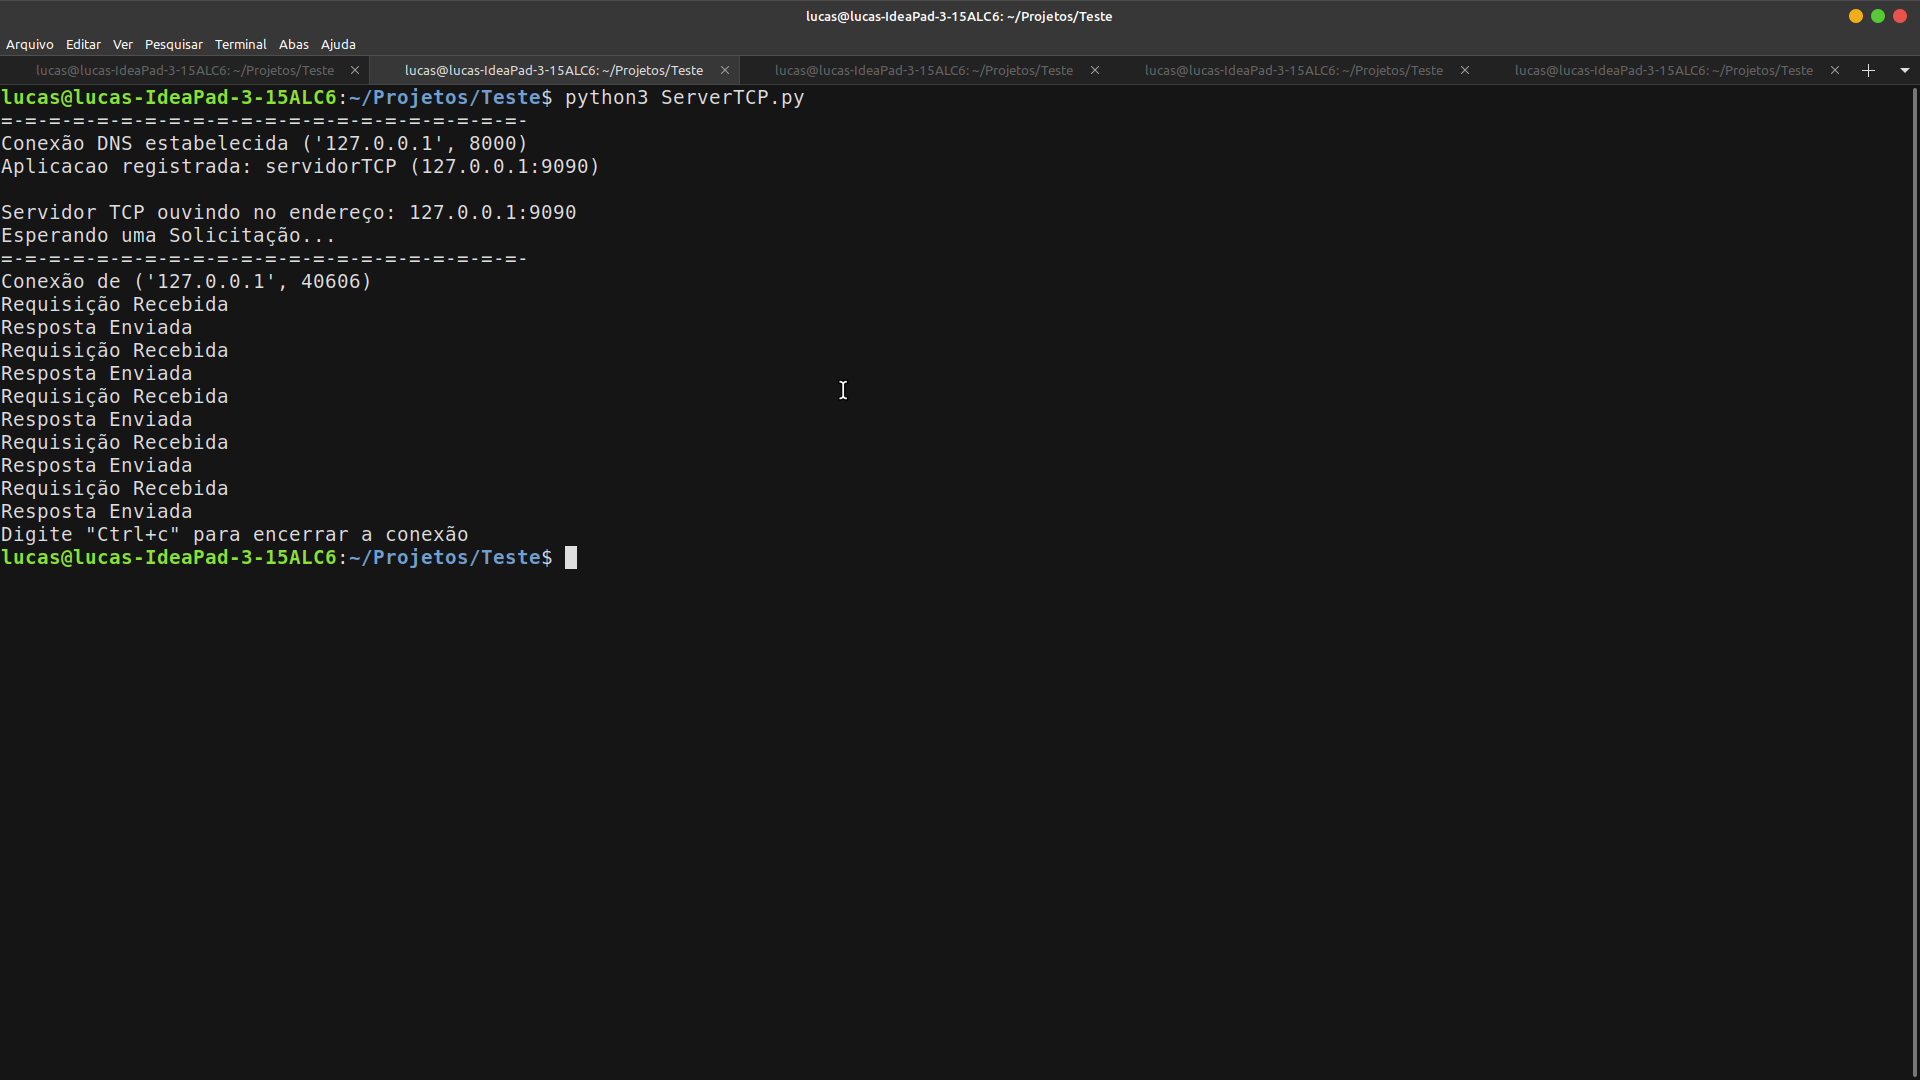 lucas@lucas-IdeaPad-3-15ALC6: ~/Projetos/Teste
Arquivo Editar Ver Pesquisar Terminal Abas Ajuda
lucas@lucas-IdeaPad-3-15ALC6: ~/Projetos/Teste lucas@lucas-IdeaPad-3-15ALC6: ~/Projetos/Teste lucas@lucas-IdeaPad-3-15ALC6: ~/Projetos/Teste lucas@lucas-IdeaPad-3-15ALC6: ~/Projetos/Teste lucas@lucas-IdeaPad-3-15ALC6: ~/Projetos/Teste
lucas@lucas-IdeaPad-3-15ALC6:~/Projetos/Teste$ python3 ServerTCP.py
=-=-=-=-=-=-=-=-=-=-=-=-=-=-=-=-=-=-=-=-=-=-
Conexão DNS estabelecida ('127.0.0.1', 8000)
Aplicacao registrada: servidorTCP (127.0.0.1:9090)
Servidor TCP ouvindo no endereço: 127.0.0.1:9090
Esperando uma Solicitação...
=-=-=-=-=-=-=-=-=-=-=-=-=-=-=-=-=-=-=-=-=-=-
Conexão de ('127.0.0.1', 40606)
Requisição Recebida
Resposta Enviada
Requisição Recebida
Resposta Enviada
Requisição Recebida
Resposta Enviada
Requisição Recebida
Resposta Enviada
Requisição Recebida
Resposta Enviada
Digite "Ctrl+c" para encerrar a conexão
lucas@lucas-IdeaPad-3-15ALC6:~/Projetos/Teste$